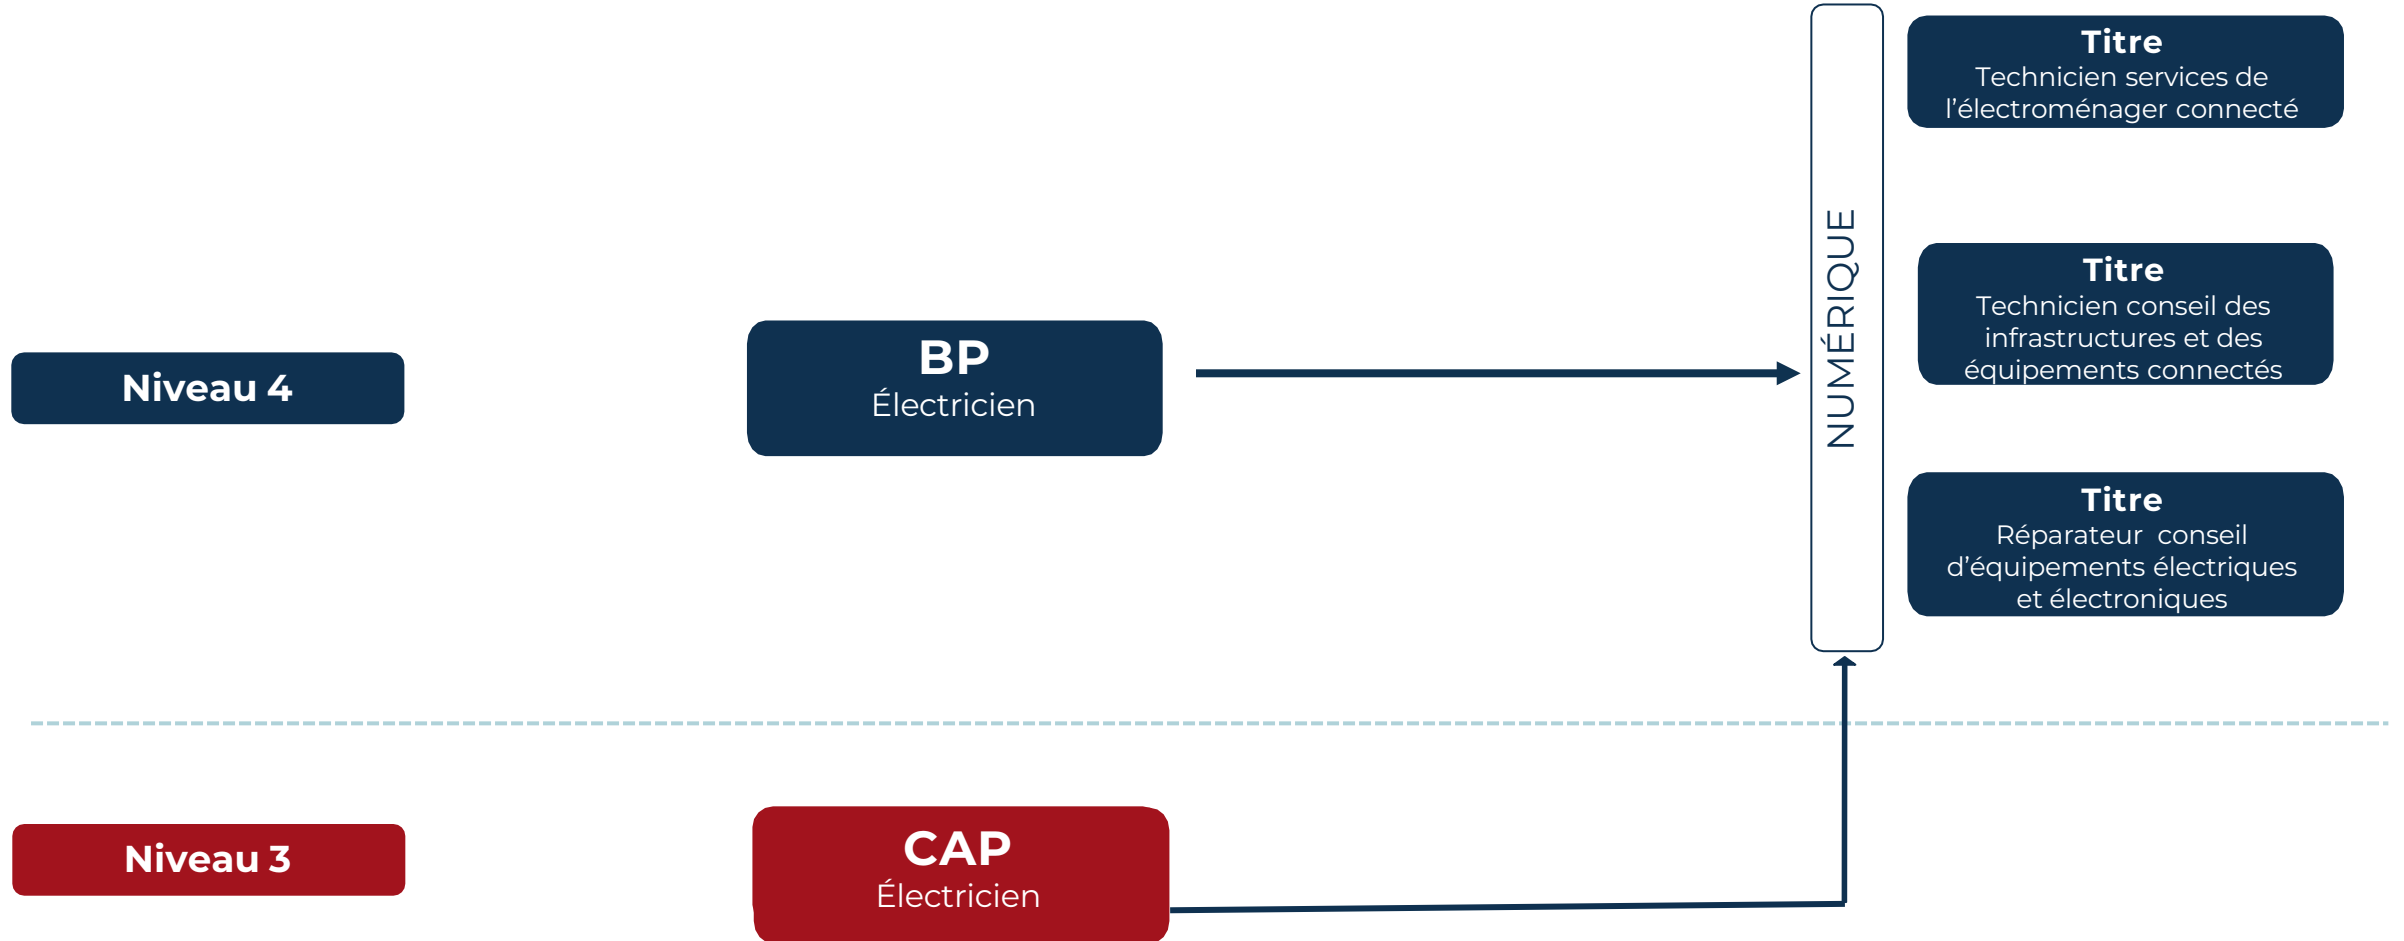 Titre
Technicien services de
l’électroménager connecté
NUMÉRIQUE
Titre
Technicien conseil des
infrastructures et des
équipements connectés
Niveau 4
BP
Électricien
Titre
Réparateur  conseil
d’équipements électriques
et électroniques
Niveau 3
CAP
Électricien